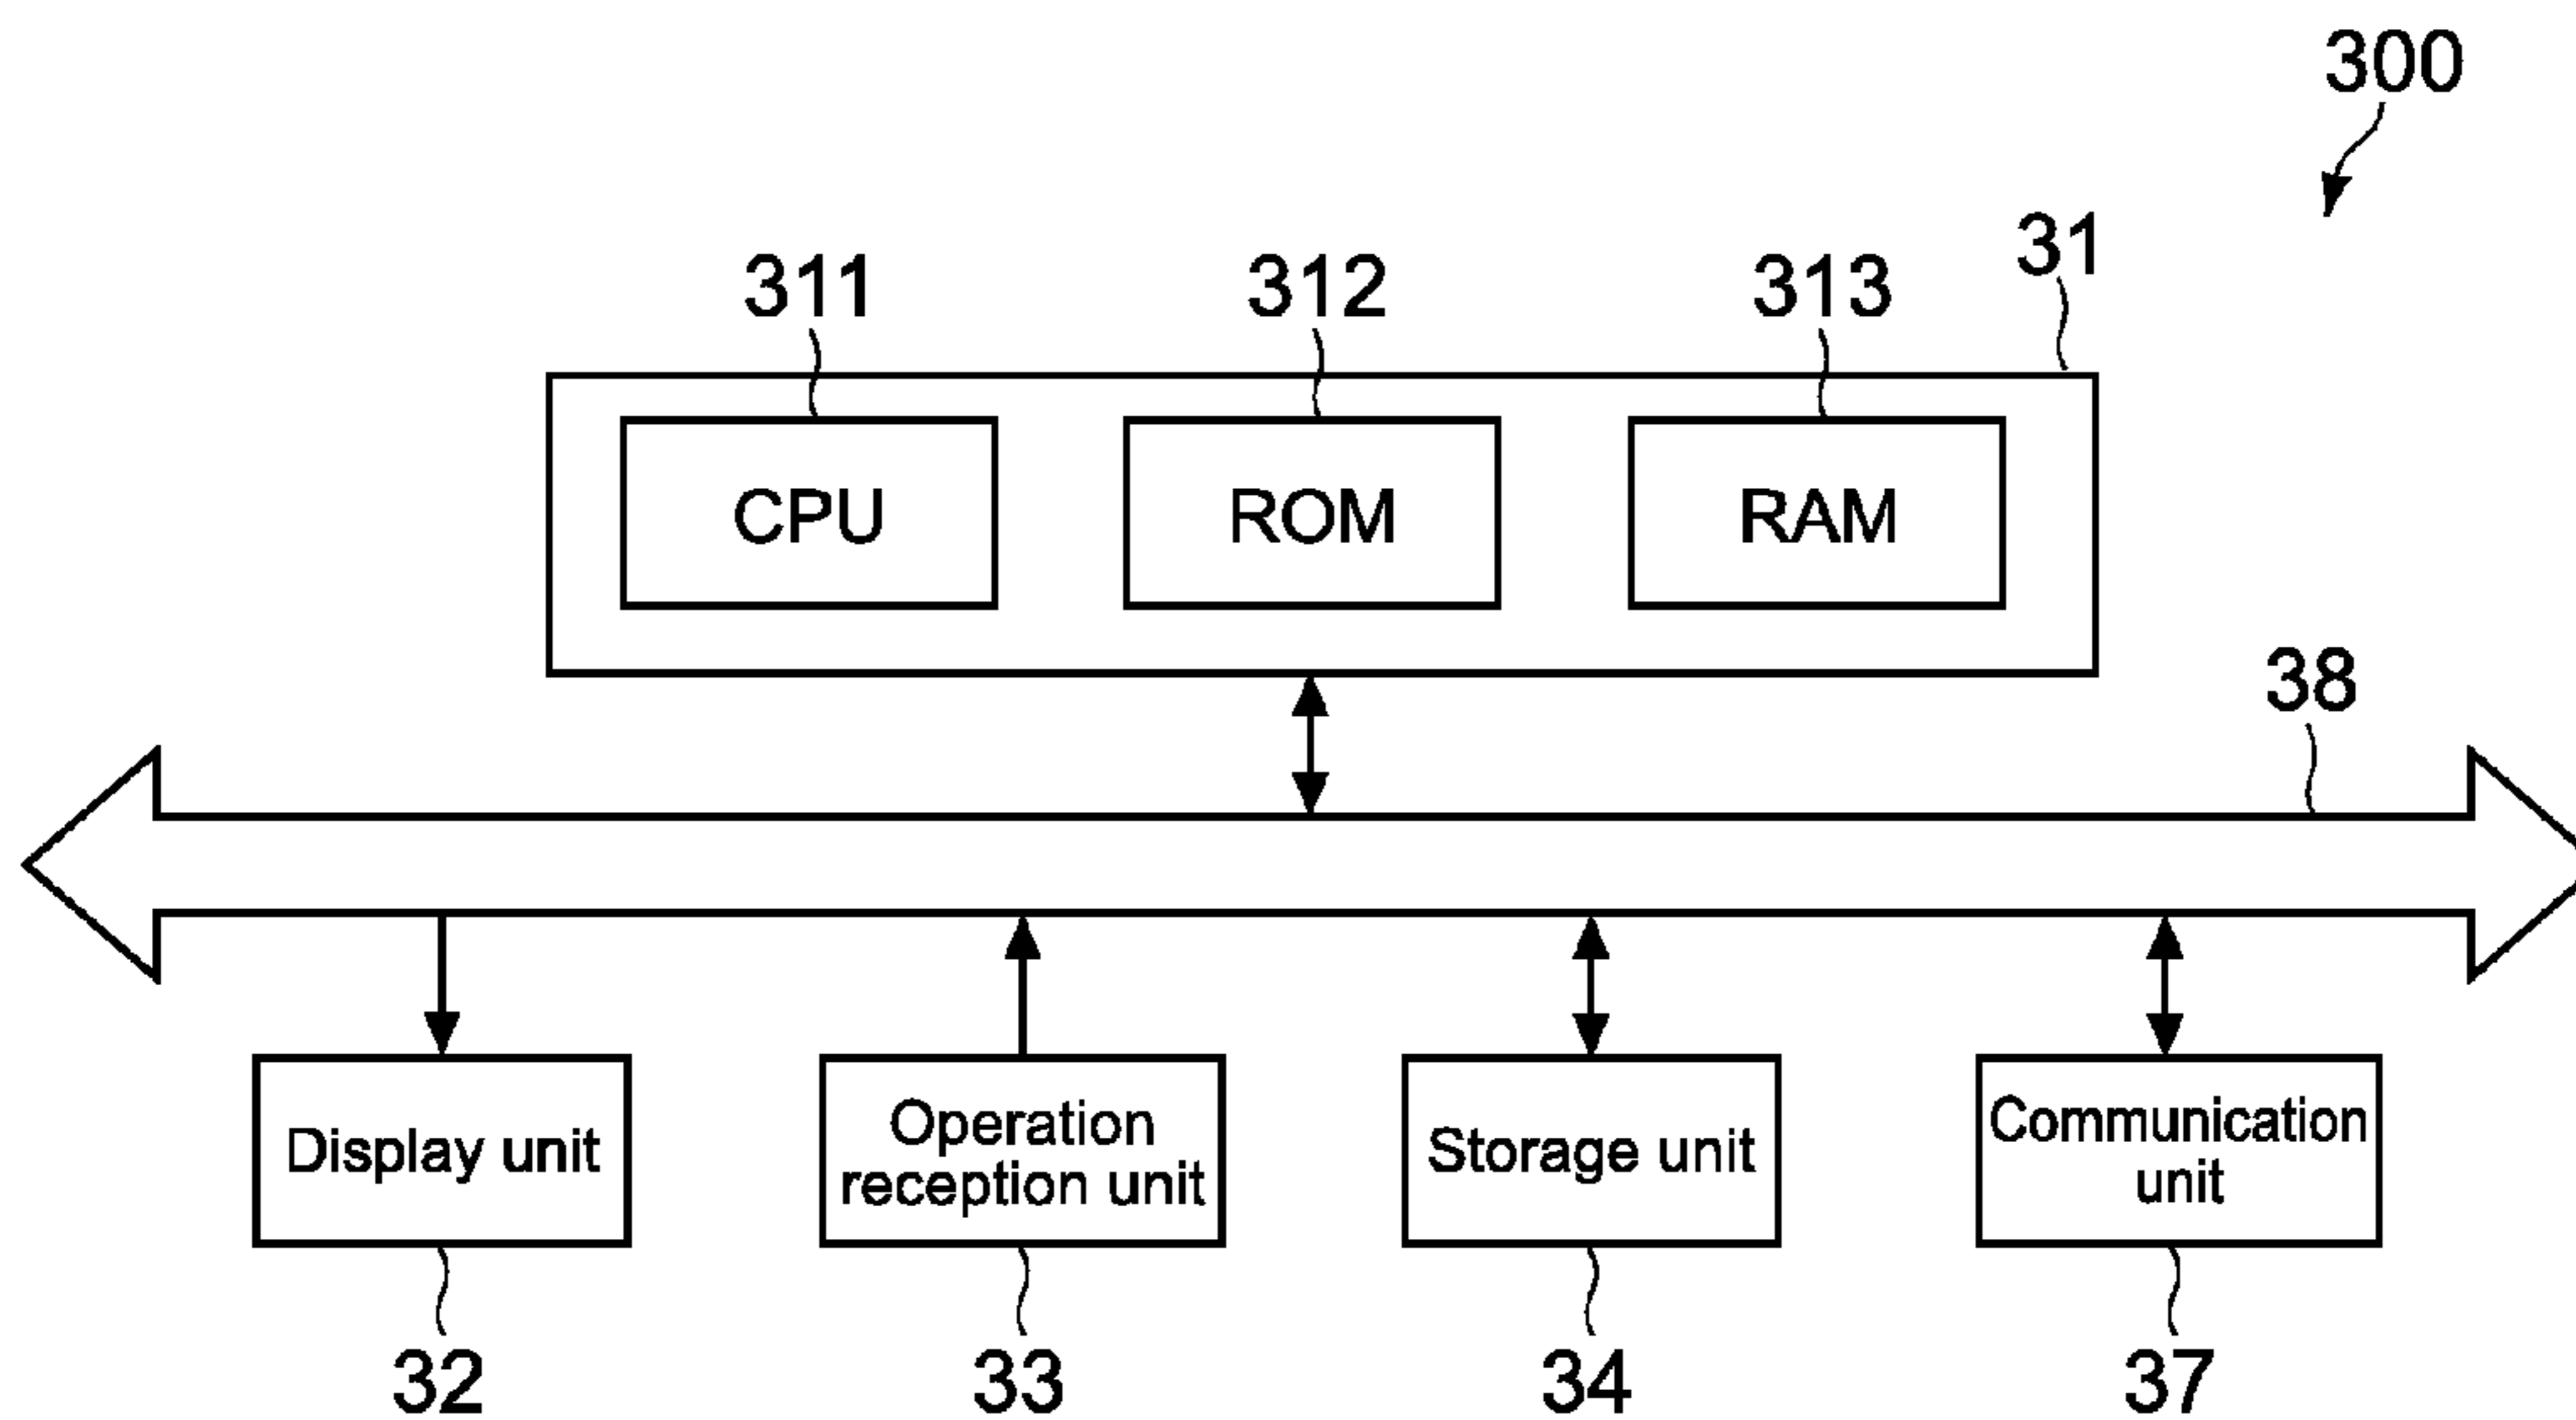 300
31
311
312
313
CPU
ROM
RAM
38
Display unit
Operation
reception unit
Storage unit
Communication
unit
32
33
34
37